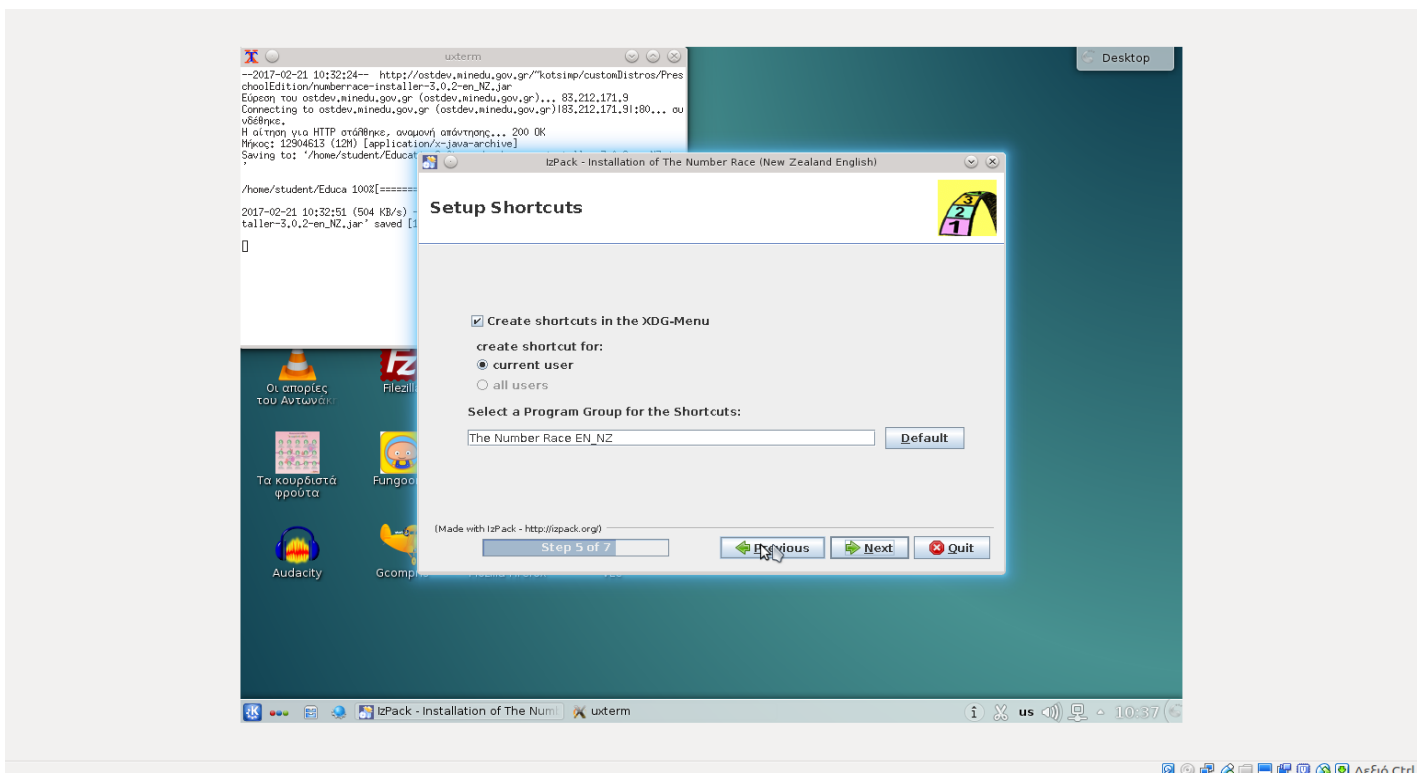 uxterm
--2017-02-21 10:32:24-- http://ostdev.minedu.gov.gr/~kotsimp/customDistros/Pres
choolEdition/numberrace-installer-3.0.2-en_NZ.jar
Εύρεση του ostdev.minedu.gov.gr (ostdev.minedu.gov.gr)... 83.212.171.9
Connecting to ostdev.minedu.gov.gr (ostdev.minedu.gov.gr)|83.212.171.9|:80... συ
νδέθηκε.
Η αίτηση για HTTP στάλθηκε, αναμονή απάντησης... 200 OK
Μήκος: 12904613 (12M) [application/x-java-archive]
Saving to: '/home/student/Educat
'
/home/student/Educa 100%[======
2017-02-21 10:32:51 (504 KB/s) -
taller-3.0.2-en_NZ.jar' saved [1
Desktop
IzPack - Installation of The Number Race (New Zealand English)
Setup Shortcuts
3
2
1
Create shortcuts in the XDG-Menu
create shortcut for:
current user
all users
Select a Program Group for the Shortcuts:
The Number Race EN_NZ
Default
(Made with IzPack - http://izpack.org/)
Step 5 of 7
Previous
Next
Quit
Οι απορίες
του Αντωνάκη
Filezill
Τα κουρδιστά
φρούτα
Fungoo
Audacity
Gcompris
IzPack - Installation of The Num
uxterm
us
10:37
Δεξιό Ctrl